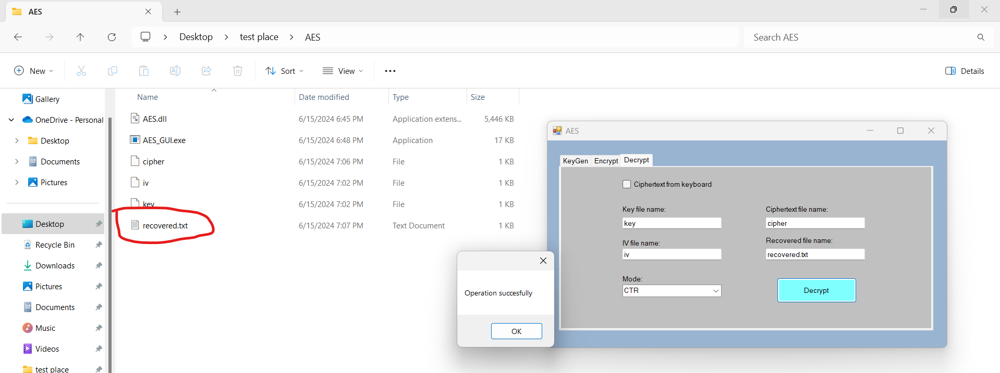 AES
Desktop > test place > AES
Search AES
New
Sort
View
Details
Gallery
OneDrive - Personal
Desktop
Documents
Pictures
Desktop
Recycle Bin
Downloads
Pictures
Documents
Music
Videos
test place
Name Date modified Type Size
AES.dll 6/15/2024 6:45 PM Application extens... 5,446 KB
AES_GUI.exe 6/15/2024 6:48 PM Application 17 KB
cipher 6/15/2024 7:06 PM File 1 KB
iv 6/15/2024 7:02 PM File 1 KB
key 6/15/2024 7:02 PM File 1 KB
recovered.txt 6/15/2024 7:07 PM Text Document 1 KB
Operation succesfully
OK
AES
KeyGen Encrypt Decrypt
Ciphertext from keyboard
Key file name: Ciphertext file name:
key cipher
IV file name: Recovered file name:
iv recovered.txt
Mode:
CTR
Decrypt